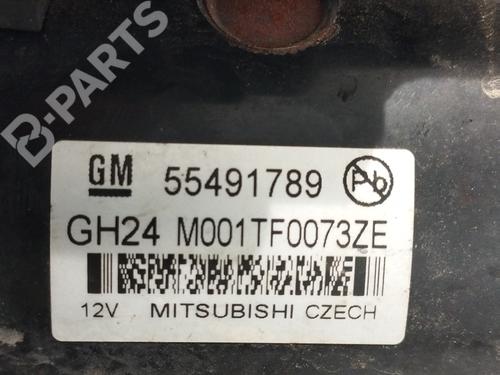 B-PARTS
GM 55491789 Pb
GH24 M001TF0073ZE
12V MITSUBISHI CZECH